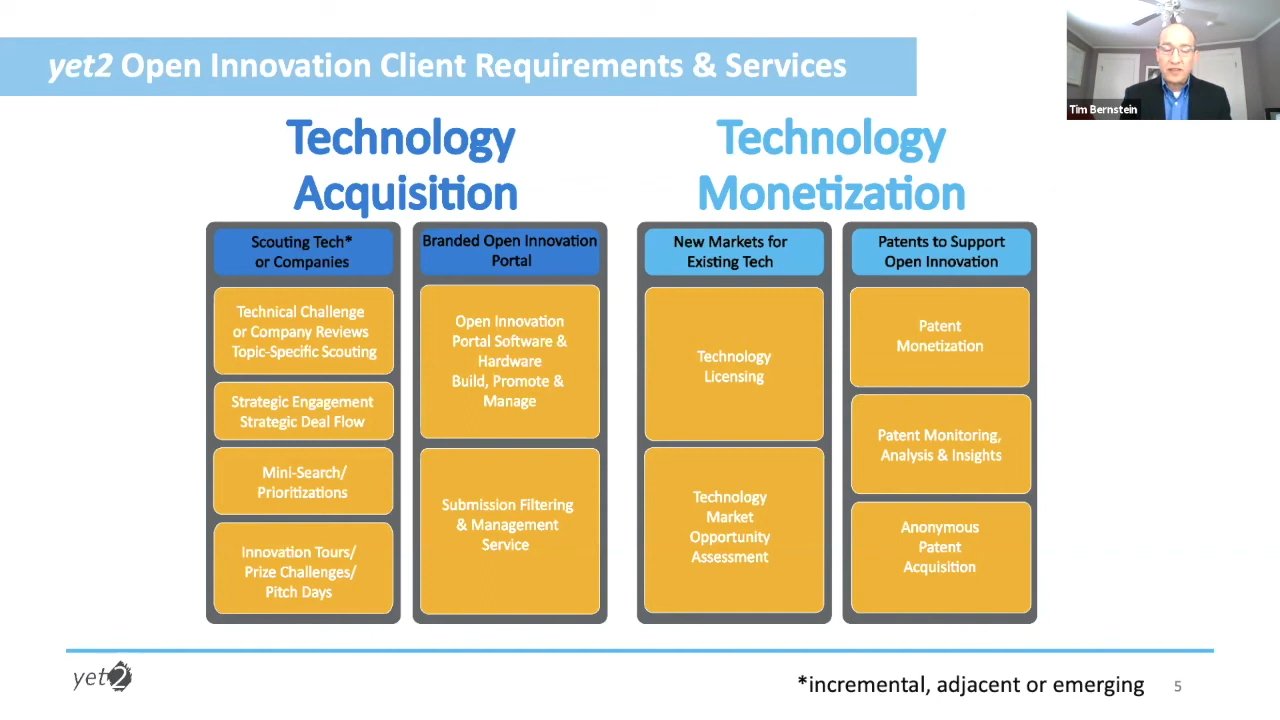 yet2 Open Innovation Client Requirements & Services
Tim Bernstein
Technology
Acquisition
Technology
Monetization
Scouting Tech*
or Companies
Technical Challenge
or Company Reviews
Topic-Specific Scouting
Strategic Engagement
Strategic Deal Flow
Mini-Search/
Prioritizations
Innovation Tours/
Prize Challenges/
Pitch Days
Branded Open Innovation
Portal
Open Innovation
Portal Software &
Hardware
Build, Promote &
Manage
Submission Filtering
& Management
Service
New Markets for
Existing Tech
Technology
Licensing
Technology
Market
Opportunity
Assessment
Patents to Support
Open Innovation
Patent
Monetization
Patent Monitoring,
Analysis & Insights
Anonymous
Patent
Acquisition
yet2
*incremental, adjacent or emerging
5